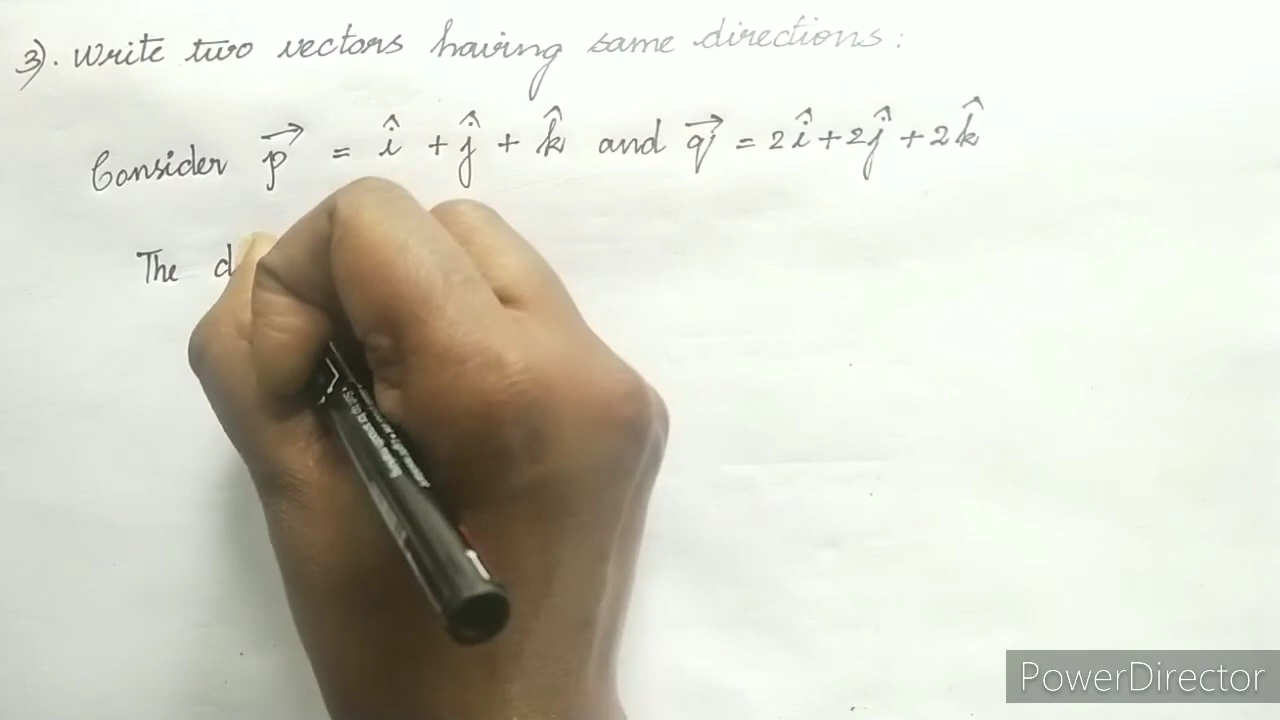 3). Write two vectors having same directions:
Consider p⃗ = î + ĵ + k̂ and q⃗ = 2î + 2ĵ + 2k̂
The d
PowerDirector